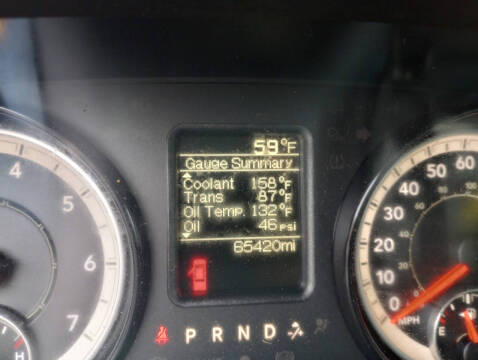 59°F
Gauge Summary
Coolant 158°F
Trans 87°F
Oil Temp. 132°F
Oil 46 psi
65420mi
P R N D
4
5
6
7
H
60
50
40
30
20
10
0
MPH
E